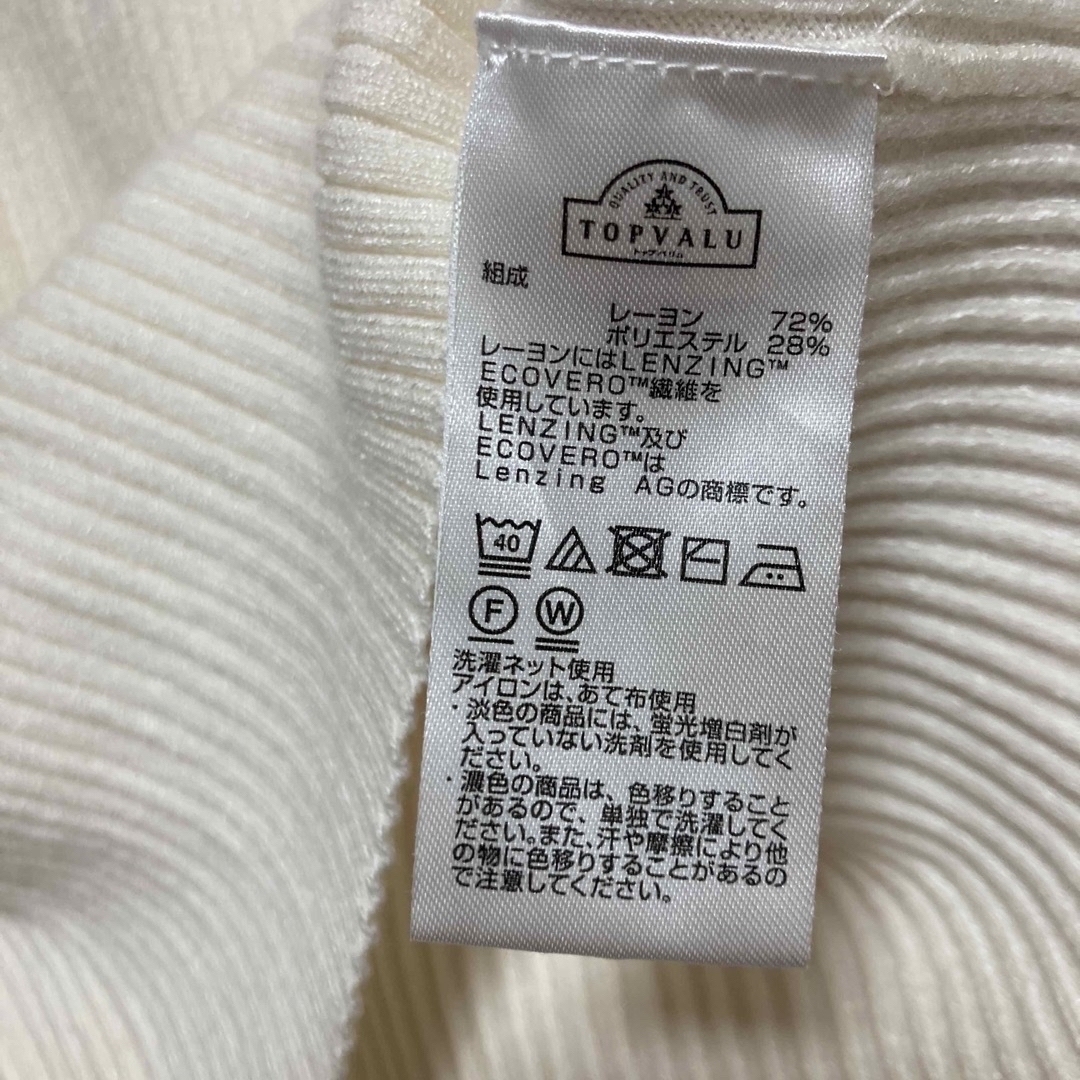 QUALITY AND TRUST
TOPVALU
トップバリュ
組成
レーヨン 72%
ポリエステル 28%
レーヨンにはLENZING™
ECOVERO™繊維を
使用しています。
LENZING™及び
ECOVERO™は
Lenzing AGの商標です。
40
F W
洗濯ネット使用
アイロンは、あて布使用
・淡色の商品には、蛍光増白剤が
入っていない洗剤を使用してく
ださい。
・濃色の商品は、色移りすること
があるので、単独で洗濯してく
ださい。また、汗や摩擦により他
の物に色移りすることがあるの
で注意してください。